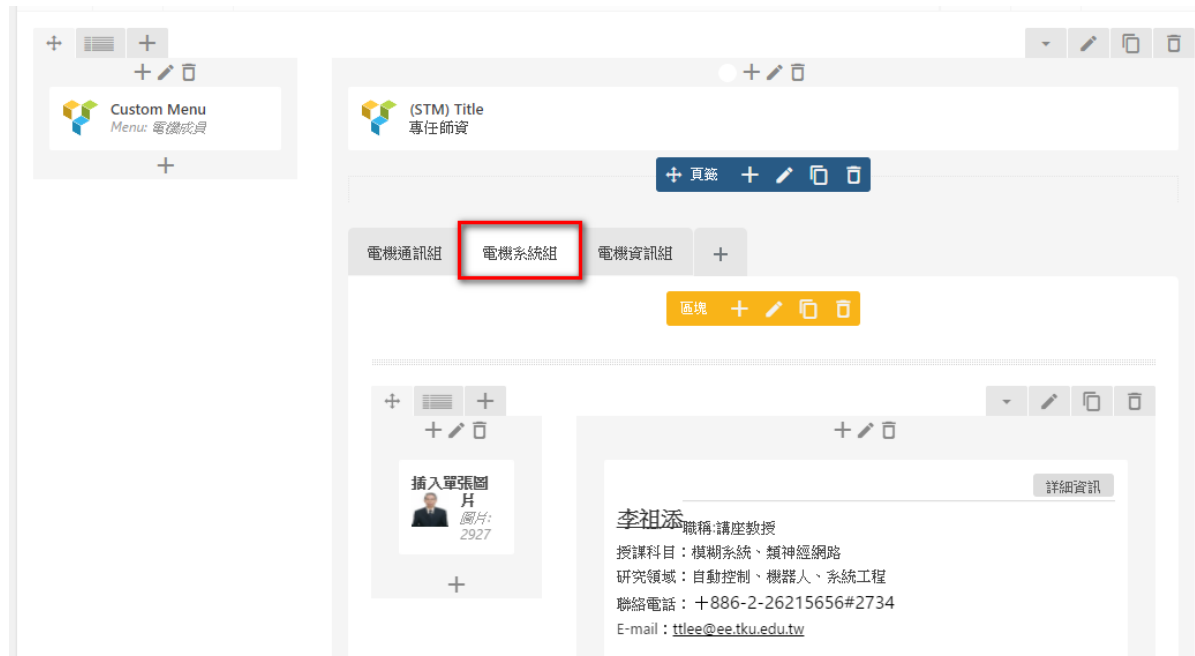 Custom Menu
Menu: 電機成員
(STM) Title
專任師資
頁籤
電機通訊組
電機系統組
電機資訊組
區塊
插入單張圖
片
圖片:
2927
詳細資訊
李祖添職稱:講座教授
授課科目：模糊系統、類神經網路
研究領域：自動控制、機器人、系統工程
聯絡電話：＋886-2-26215656#2734
E-mail：ttlee@ee.tku.edu.tw